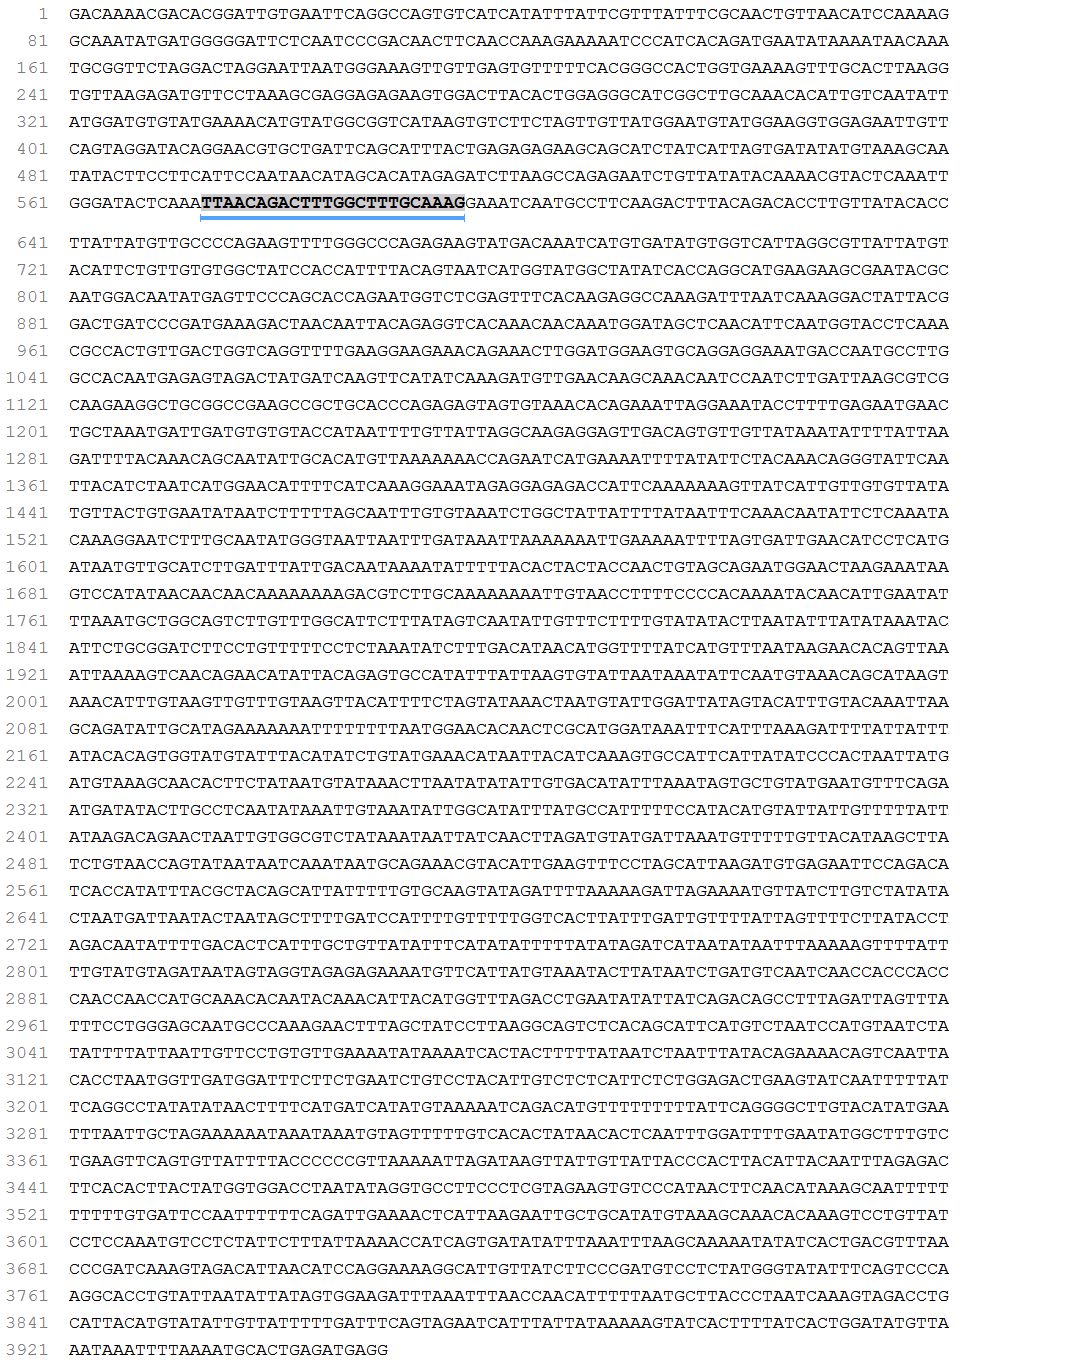 1 GACAAAACGACACGGATTGTGAATTCAGGCCAGTGTCATCATATTTATTCGTTTATTTCGCAACTGTTAACATCCAAAAG
81 GCAAATATGATGGGGGATTCTCAATCCCGACAACTTCAACCAAAGAAAAATCCCATCACAGATGAATATAAAATAACAAA
161 TGCGGTTCTAGGACTAGGAATTAATGGGAAAGTTGTTGAGTGTTTTTCACGGGCCACTGGTGAAAAGTTTGCACTTAAGG
241 TGTTAAGAGATGTTCCTAAAGCGAGGAGAGAAGTGGACTTACACTGGAGGGCATCGGCTTGCAAACACATTGTCAATATT
321 ATGGATGTGTATGAAAACATGTATGGCGGTCATAAGTGTCTTCTAGTTGTTATGGAATGTATGGAAGGTGGAGAATTGTT
401 CAGTAGGATACAGGAACGTGCTGATTCAGCATTTACTGAGAGAGAAGCAGCATCTATCATTAGTGATATATGTAAAGCAA
481 TATACTTCCTTCATTCCAATAACATAGCACATAGAGATCTTAAGCCAGAGAATCTGTTATATACAAAACGTACTCAAATT
561 GGGATACTCAAATTAACAGACTTTGGCTTTGCAAAGGAAATCAATGCCTTCAAGACTTTACAGACACCTTGTTATACACC
641 TTATTATGTTGCCCCAGAAGTTTTGGGCCCAGAGAAGTATGACAAATCATGTGATATGTGGTCATTAGGCGTTATTATGT
721 ACATTCTGTTGTGTGGCTATCCACCATTTTACAGTAATCATGGTATGGCTATATCACCAGGCATGAAGAAGCGAATACGC
801 AATGGACAATATGAGTTCCCAGCACCAGAATGGTCTCGAGTTTCACAAGAGGCCAAAGATTTAATCAAAGGACTATTACG
881 GACTGATCCCGATGAAAGACTAACAATTACAGAGGTCACAAACAACAAATGGATAGCTCAACATTCAATGGTACCTCAAA
961 CGCCACTGTTGACTGGTCAGGTTTTGAAGGAAGAAACAGAAACTTGGATGGAAGTGCAGGAGGAAATGACCAATGCCTTG
1041 GCCACAATGAGAGTAGACTATGATCAAGTTCATATCAAAGATGTTGAACAAGCAAACAATCCAATCTTGATTAAGCGTCG
1121 CAAGAAGGCTGCGGCCGAAGCCGCTGCACCCAGAGAGTAGTGTAAACACAGAAATTAGGAAATACCTTTTGAGAATGAAC
1201 TGCTAAATGATTGATGTGTGTACCATAATTTTGTTATTAGGCAAGAGGAGTTGACAGTGTTGTTATAAATATTTTATTAA
1281 GATTTTACAAACAGCAATATTGCACATGTTAAAAAAACCAGAATCATGAAAATTTTATATTCTACAAACAGGGTATTCAA
1361 TTACATCTAATCATGGAACATTTTCATCAAAGGAAATAGAGGAGAGACCATTCAAAAAAAGTTATCATTGTTGTGTTATA
1441 TGTTACTGTGAATATAATCTTTTTAGCAATTTGTGTAAATCTGGCTATTATTTTATAATTTCAAACAATATTCTCAAATA
1521 CAAAGGAATCTTTGCAATATGGGTAATTAATTTGATAAATTAAAAAAATTGAAAAATTTTAGTGATTGAACATCCTCATG
1601 ATAATGTTGCATCTTGATTTATTGACAATAAAATATTTTTACACTACTACCAACTGTAGCAGAATGGAACTAAGAAATAA
1681 GTCCATATAACAACAACAAAAAAAAGACGTCTTGCAAAAAAAATTGTAACCTTTTCCCCACAAAATACAACATTGAATAT
1761 TTAAATGCTGGCAGTCTTGTTTGGCATTCTTTATAGTCAATATTGTTTCTTTTGTATATACTTAATATTTATATAAATAC
1841 ATTCTGCGGATCTTCCTGTTTTTCCTCTAAATATCTTTGACATAACATGGTTTTATCATGTTTAATAAGAACACAGTTAA
1921 ATTAAAAGTCAACAGAACATATTACAGAGTGCCATATTTATTAAGTGTATTAATAAATATTCAATGTAAACAGCATAAGT
2001 AAACATTTGTAAGTTGTTTGTAAGTTACATTTTCTAGTATAAACTAATGTATTGGATTATAGTACATTTGTACAAATTAA
2081 GCAGATATTGCATAGAAAAAAATTTTTTTTAATGGAACACAACTCGCATGGATAAATTTCATTTAAAGATTTTATTATTT
2161 ATACACAGTGGTATGTATTTACATATCTGTATGAAACATAATTACATCAAAGTGCCATTCATTATATCCCACTAATTATG
2241 ATGTAAAGCAACACTTCTATAATGTATAAACTTAATATATATTGTGACATATTTAAATAGTGCTGTATGAATGTTTCAGA
2321 ATGATATACTTGCCTCAATATAAATTGTAAATATTGGCATATTTATGCCATTTTTCCATACATGTATTATTGTTTTTATT
2401 ATAAGACAGAACTAATTGTGGCGTCTATAAATAATTATCAACTTAGATGTATGATTAAATGTTTTTGTTACATAAGCTTA
2481 TCTGTAACCAGTATAATAATCAAATAATGCAGAAACGTACATTGAAGTTTCCTAGCATTAAGATGTGAGAATTCCAGACA
2561 TCACCATATTTACGCTACAGCATTATTTTTGTGCAAGTATAGATTTTAAAAAGATTAGAAAATGTTATCTTGTCTATATA
2641 CTAATGATTAATACTAATAGCTTTTGATCCATTTTGTTTTTGGTCACTTATTTGATTGTTTTATTAGTTTTCTTATACCT
2721 AGACAATATTTTGACACTCATTTGCTGTTATATTTCATATATTTTTATATAGATCATAATATAATTTAAAAAGTTTTATT
2801 TTGTATGTAGATAATAGTAGGTAGAGAGAAAATGTTCATTATGTAAATACTTATAATCTGATGTCAATCAACCACCCACC
2881 CAACCAACCATGCAAACACAATACAAACATTACATGGTTTAGACCTGAATATATTATCAGACAGCCTTTAGATTAGTTTA
2961 TTTCCTGGGAGCAATGCCCAAAGAACTTTAGCTATCCTTAAGGCAGTCTCACAGCATTCATGTCTAATCCATGTAATCTA
3041 TATTTTATTAATTGTTCCTGTGTTGAAAATATAAAATCACTACTTTTTATAATCTAATTTATACAGAAAACAGTCAATTA
3121 CACCTAATGGTTGATGGATTTCTTCTGAATCTGTCCTACATTGTCTCTCATTCTCTGGAGACTGAAGTATCAATTTTTAT
3201 TCAGGCCTATATATAACTTTTCATGATCATATGTAAAAATCAGACATGTTTTTTTTTATTCAGGGGCTTGTACATATGAA
3281 TTTAATTGCTAGAAAAAATAAATAAATGTAGTTTTTGTCACACTATAACACTCAATTTGGATTTTGAATATGGCTTTGTC
3361 TGAAGTTCAGTGTTATTTTACCCCCCGTTAAAAATTAGATAAGTTATTGTTATTACCCACTTACATTACAATTTAGAGAC
3441 TTCACACTTACTATGGTGGACCTAATATAGGTGCCTTCCCTCGTAGAAGTGTCCCATAACTTCAACATAAAGCAATTTTT
3521 TTTTTGTGATTCCAATTTTTTCAGATTGAAAACTCATTAAGAATTGCTGCATATGTAAAGCAAACACAAAGTCCTGTTAT
3601 CCTCCAAATGTCCTCTATTCTTTATTAAAACCATCAGTGATATATTTAAATTTAAGCAAAAATATATCACTGACGTTTAA
3681 CCCGATCAAAGTAGACATTAACATCCAGGAAAAGGCATTGTTATCTTCCCGATGTCCTCTATGGGTATATTTCAGTCCCA
3761 AGGCACCTGTATTAATATTATAGTGGAAGATTTAAATTTAACCAACATTTTTAATGCTTACCCTAATCAAAGTAGACCTG
3841 CATTACATGTATATTGTTATTTTTGATTTCAGTAGAATCATTTATTATAAAAAGTATCACTTTTATCACTGGATATGTTA
3921 AATAAATTTTAAAATGCACTGAGATGAGG